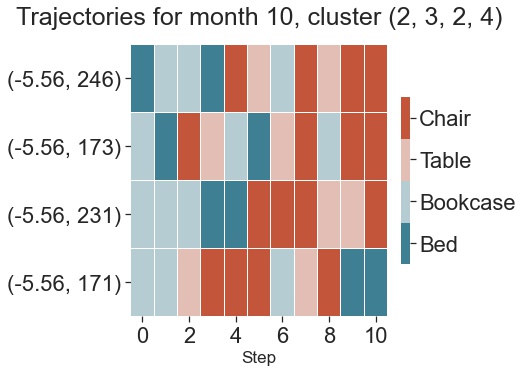 Trajectories for month 10, cluster (2, 3, 2, 4)
(-5.56, 246)
(-5.56, 173)
(-5.56, 231)
(-5.56, 171)
0 2 4 6 8 10
Step
Chair
Table
Bookcase
Bed